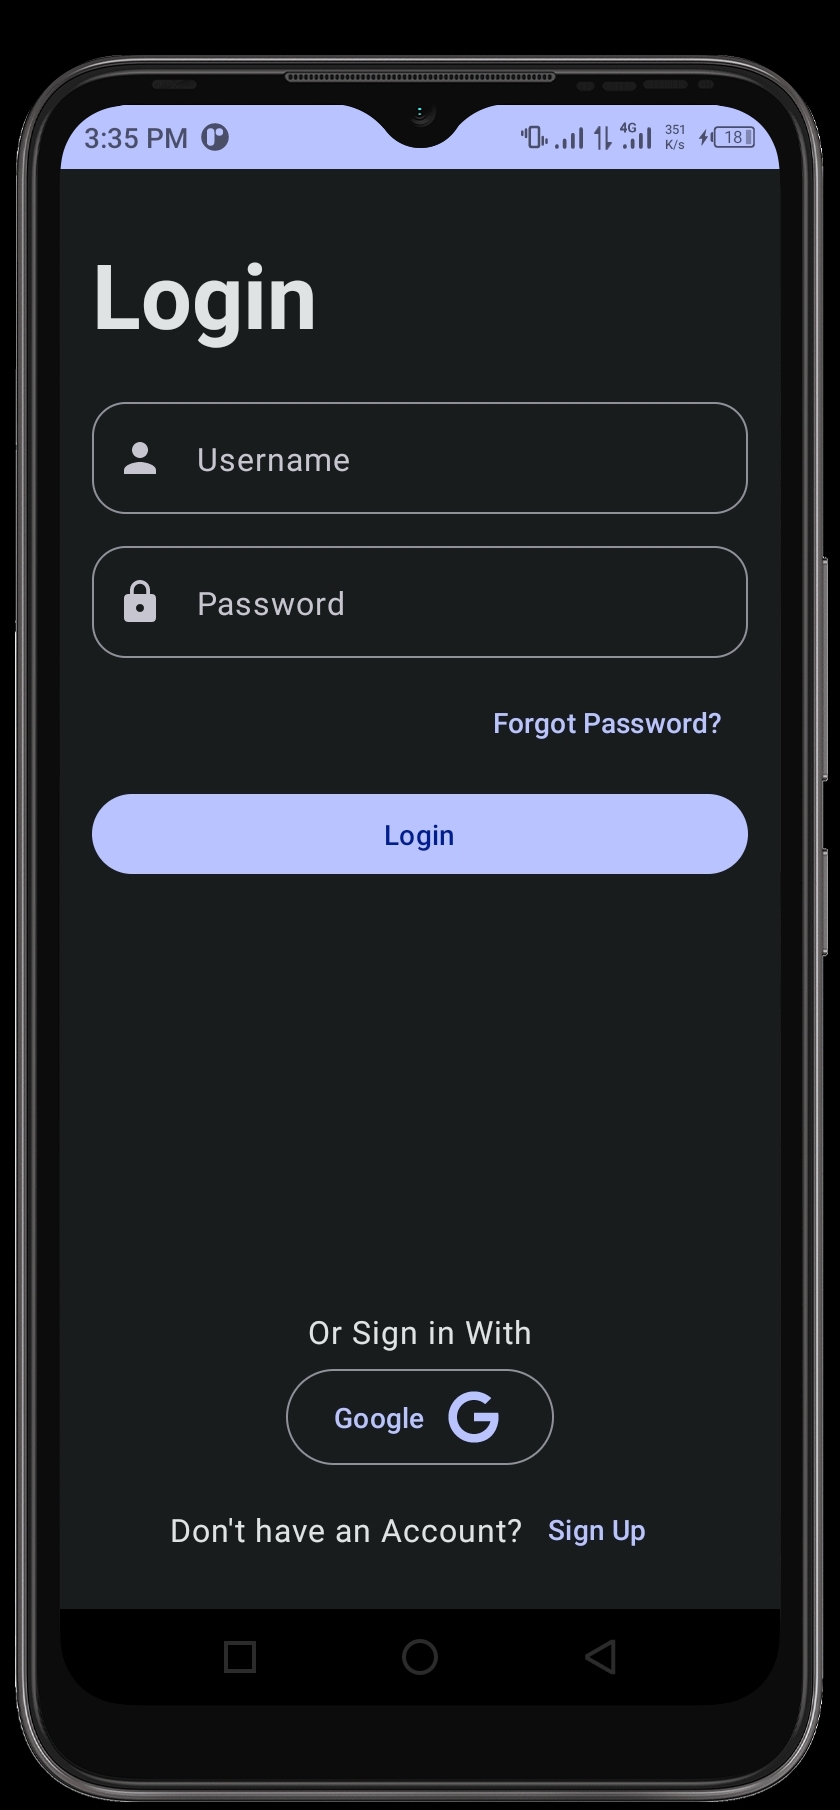 3:35 PM 4G 351 K/s 18
Login
Username
Password
Forgot Password?
Login
Or Sign in With
Google G
Don't have an Account? Sign Up